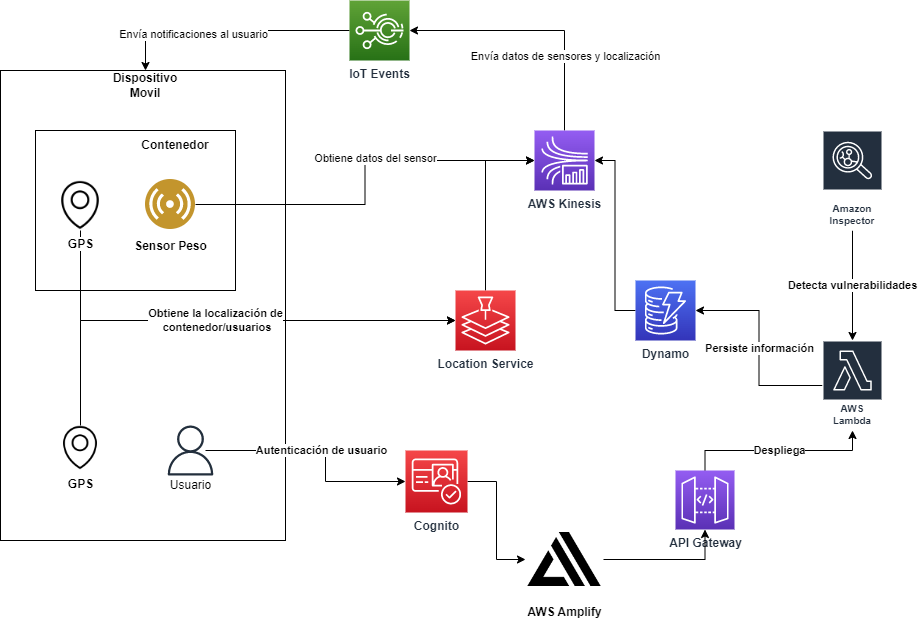 Envía notificaciones al usuario
IoT Events
Envía datos de sensores y localización
Dispositivo
Movil
Contenedor
Obtiene datos del sensor
GPS
Sensor Peso
AWS Kinesis
Amazon
Inspector
Detecta vulnerabilidades
Obtiene la localización de
contenedor/usuarios
Location Service
Dynamo
Persiste información
AWS
Lambda
GPS
Usuario
Autenticación de usuario
Cognito
Despliega
API Gateway
AWS Amplify